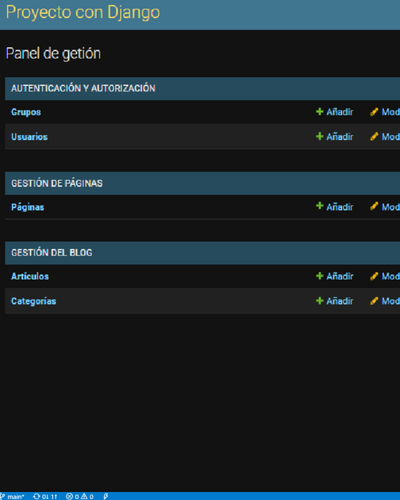 Proyecto con Django
Panel de getión
AUTENTICACIÓN Y AUTORIZACIÓN
Grupos + Añadir Mod
Usuarios + Añadir Mod
GESTIÓN DE PÁGINAS
Páginas + Añadir Mod
GESTIÓN DEL BLOG
Artículos + Añadir Mod
Categorías + Añadir Mod
main* 0↓ 1↑ 0 0